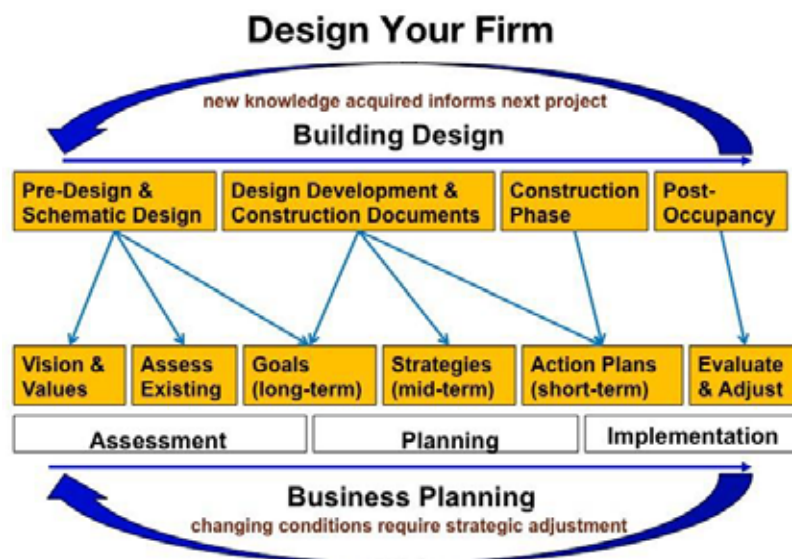 Design Your Firm
new knowledge acquired informs next project
Building Design
Pre-Design &
Schematic Design
Design Development &
Construction Documents
Construction
Phase
Post-
Occupancy
Vision &
Values
Assess
Existing
Goals
(long-term)
Strategies
(mid-term)
Action Plans
(short-term)
Evaluate
& Adjust
Assessment
Planning
Implementation
Business Planning
changing conditions require strategic adjustment